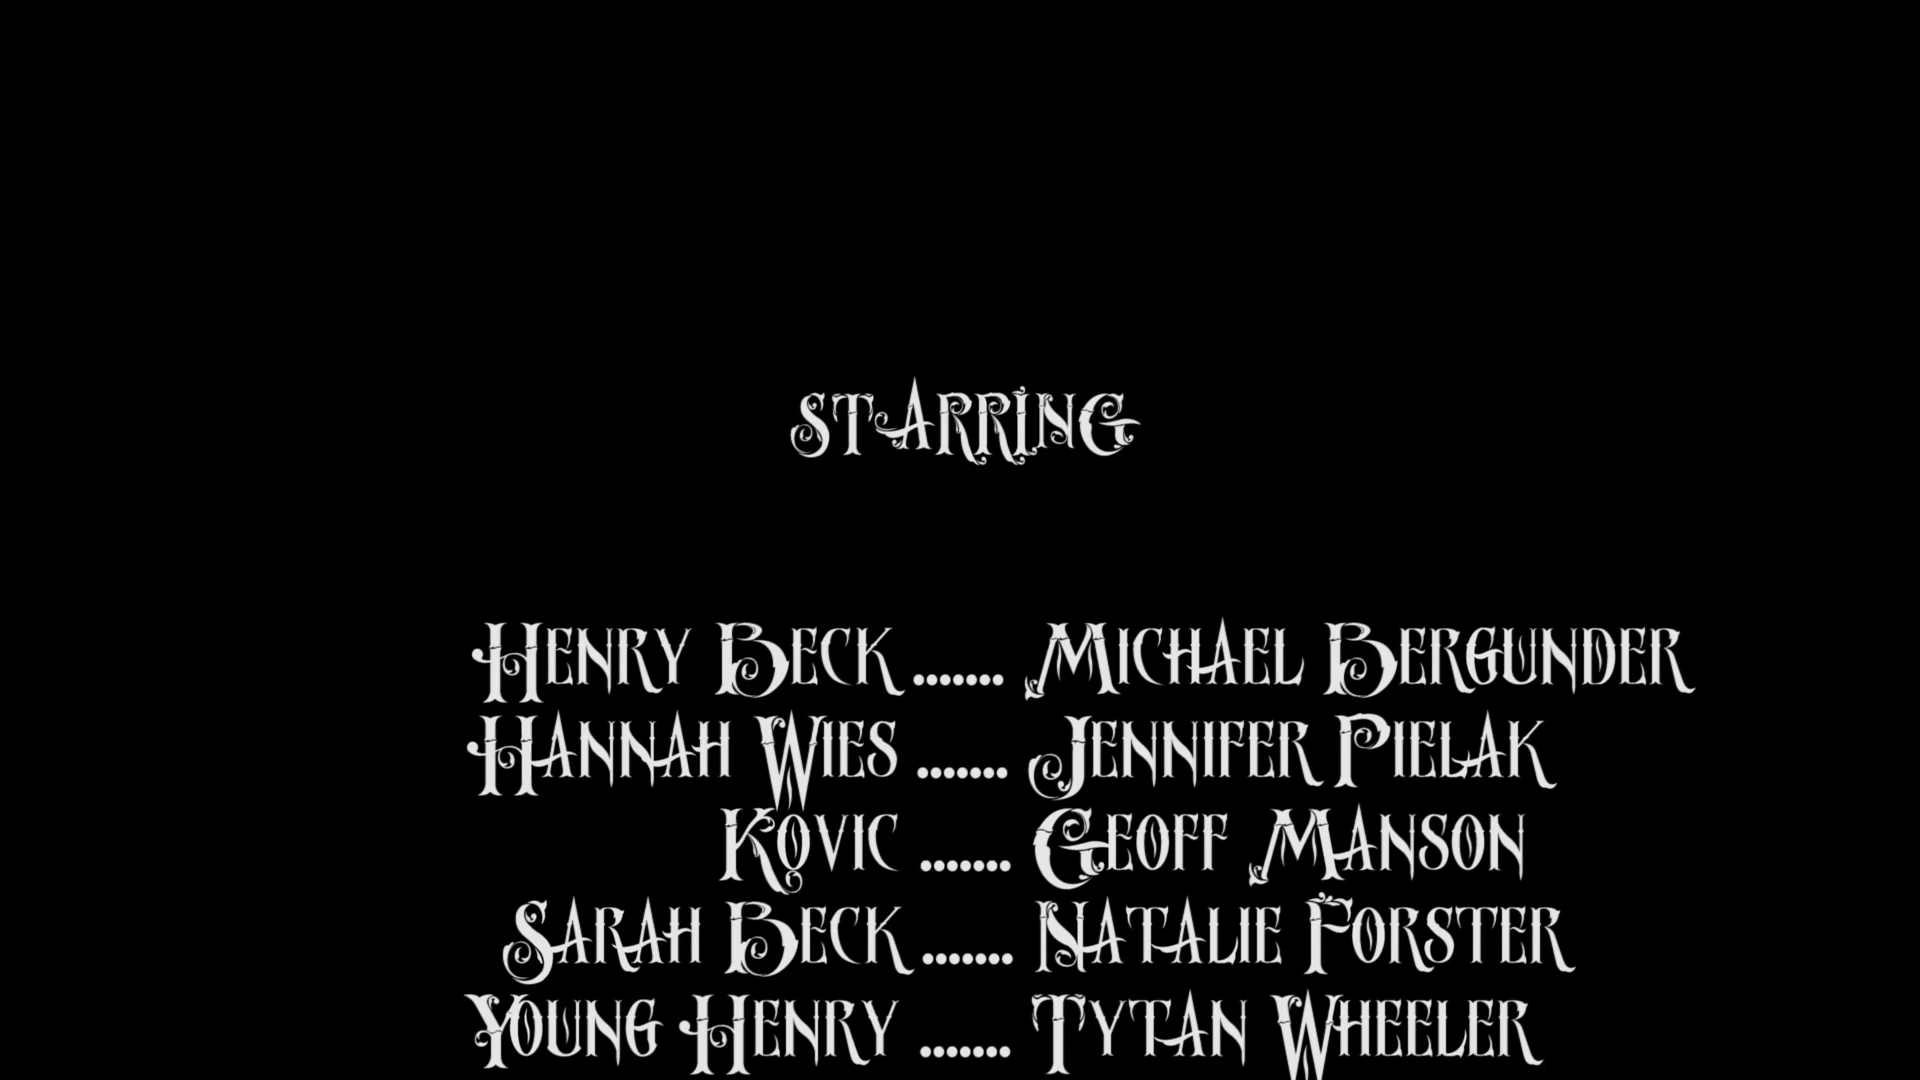 STARRING
HENRY BECK ....... MICHAEL BERGUNDER
HANNAH WIES ....... JENNIFER PIELAK
KOVIC ....... GEOFF MANSON
SARAH BECK ....... NATALIE FORSTER
YOUNG HENRY ....... TYTAN WHEELER